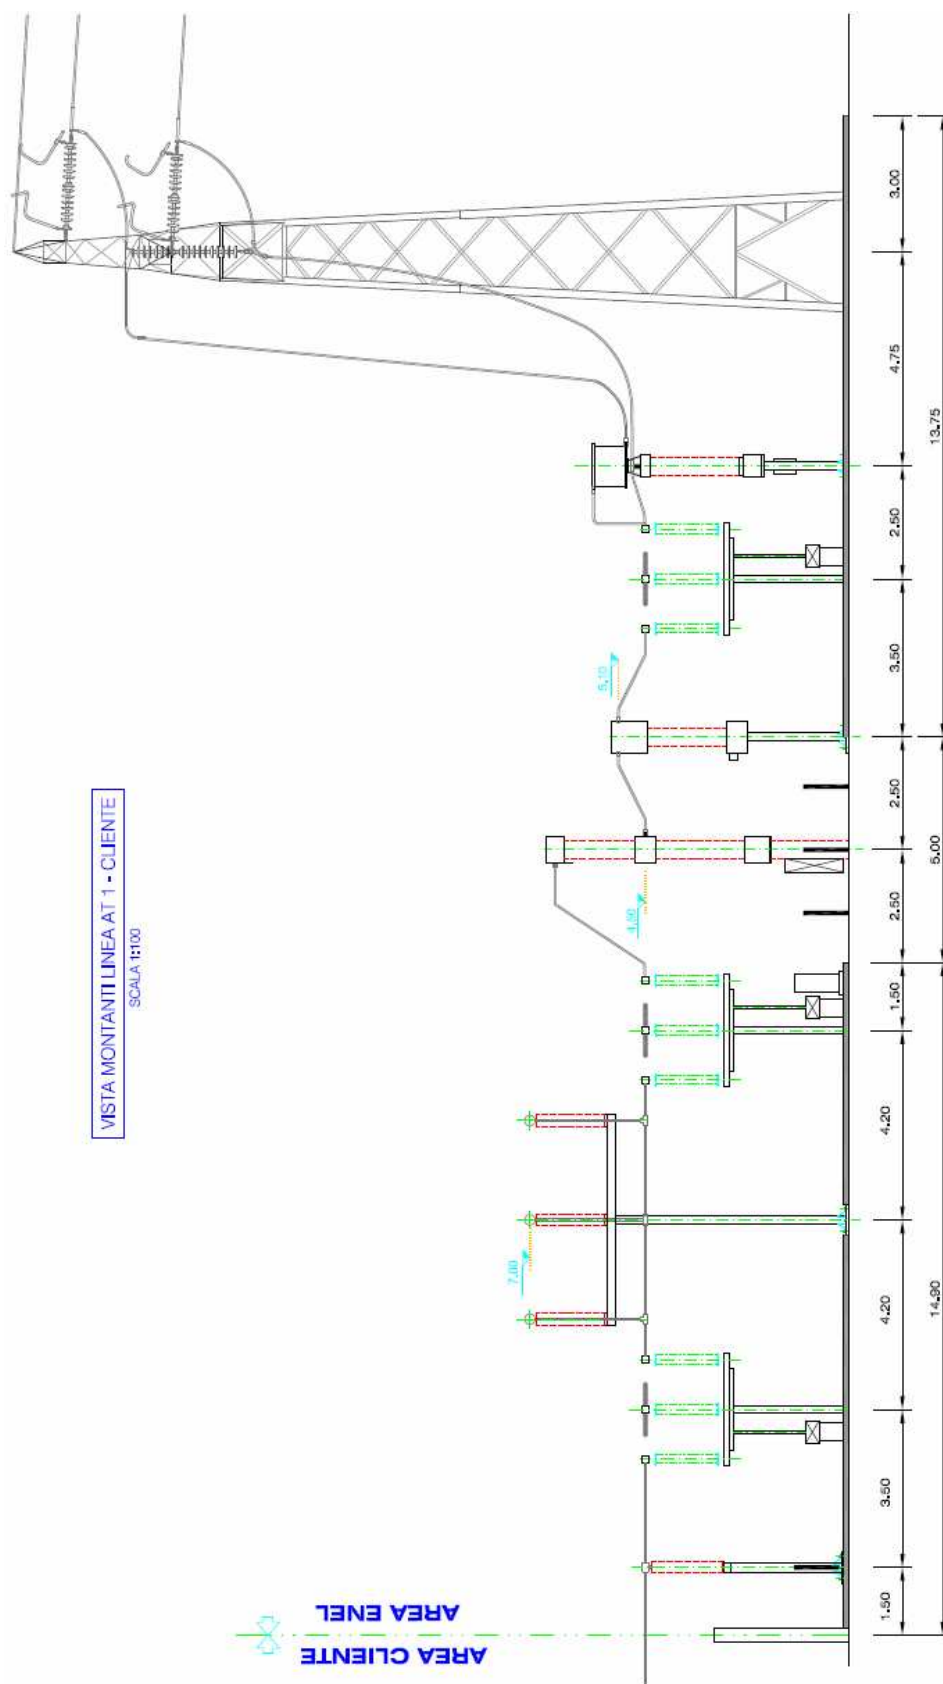 VISTA MONTANTI LINEA AT 1 - CLIENTE
SCALA 1:100
AREA CLIENTE
AREA ENEL
7.00
4.50
5.10
1.50 3.50 4.20 4.20 1.50 2.50 2.50 3.50 2.50 4.75 3.00
14.90 5.00 13.75